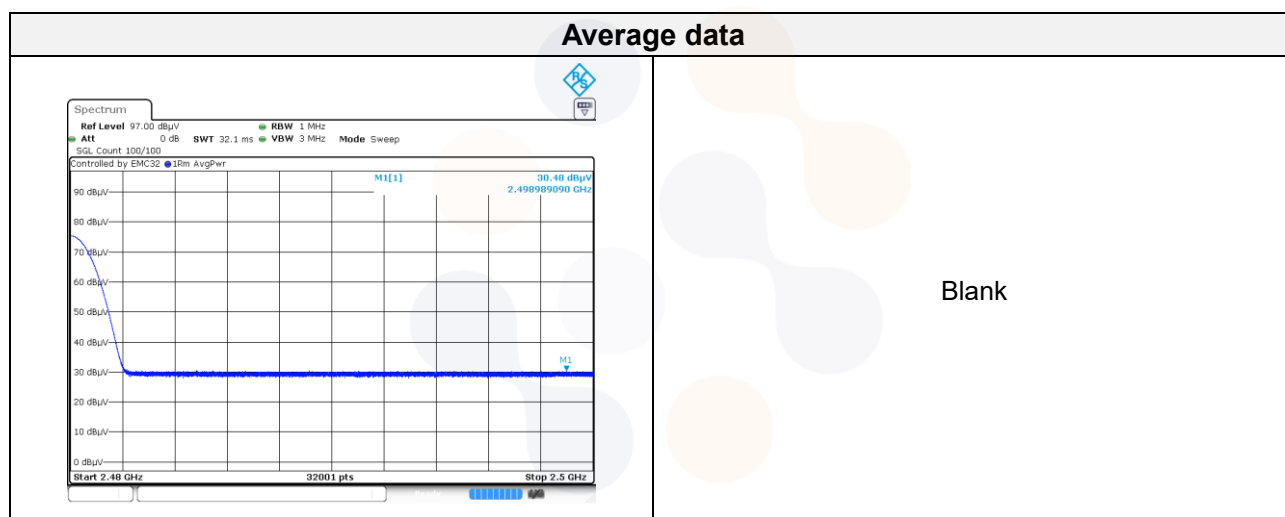 Average data
R&S
Spectrum
Ref Level 97.00 dBµV RBW 1 MHz
Att 0 dB SWT 32.1 ms VBW 3 MHz Mode Sweep
SGL Count 100/100
Controlled by EMC32 1Rm AvgPwr
M1[1] 30.48 dBµV
2.498989090 GHz
90 dBµV
80 dBµV
70 dBµV
60 dBµV
50 dBµV
40 dBµV
M1
30 dBµV
20 dBµV
10 dBµV
0 dBµV
Start 2.48 GHz 32001 pts Stop 2.5 GHz
Blank